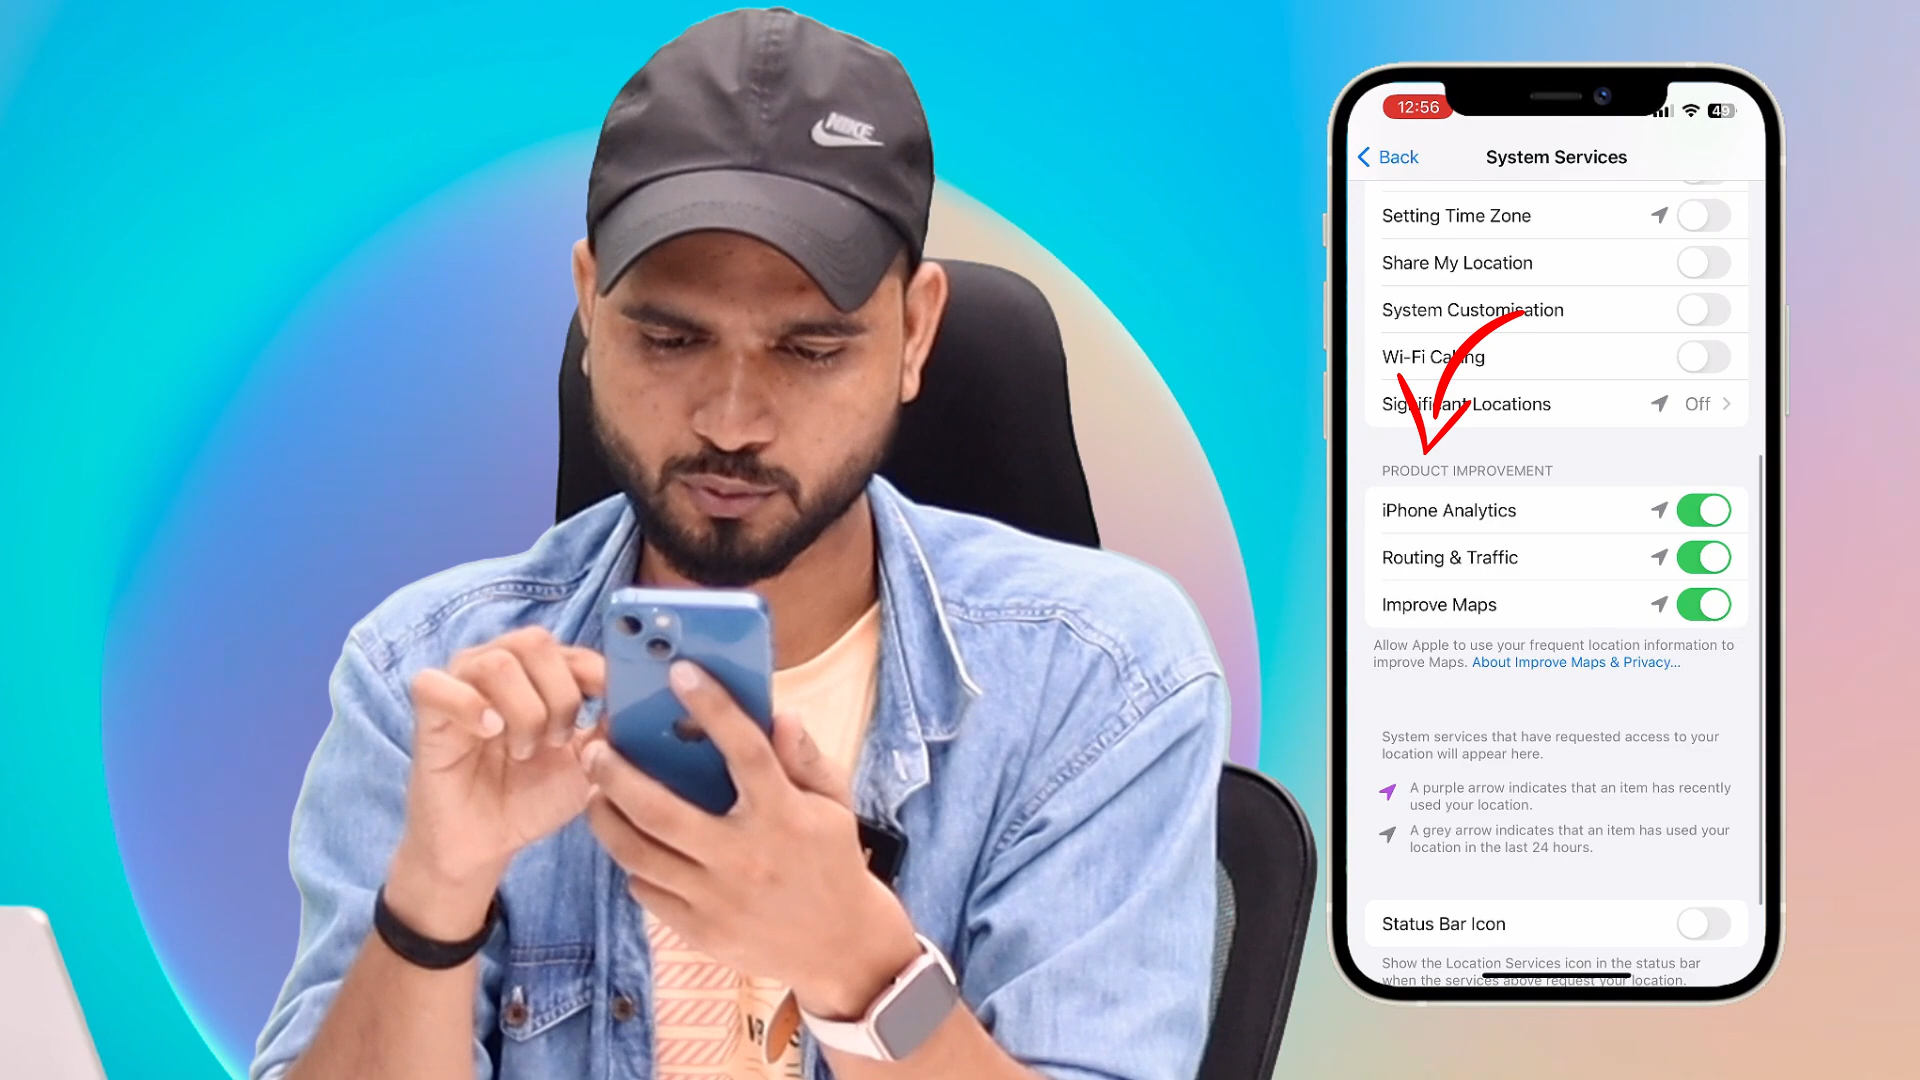 NIKE
12:56
49
Back
System Services
Setting Time Zone
Share My Location
System Customisation
Wi-Fi Calling
Significant Locations
Off
PRODUCT IMPROVEMENT
iPhone Analytics
Routing & Traffic
Improve Maps
Allow Apple to use your frequent location information to
improve Maps. About Improve Maps & Privacy...
System services that have requested access to your
location will appear here.
A purple arrow indicates that an item has recently
used your location.
A grey arrow indicates that an item has used your
location in the last 24 hours.
Status Bar Icon
Show the Location Services icon in the status bar
when the services above request your location.